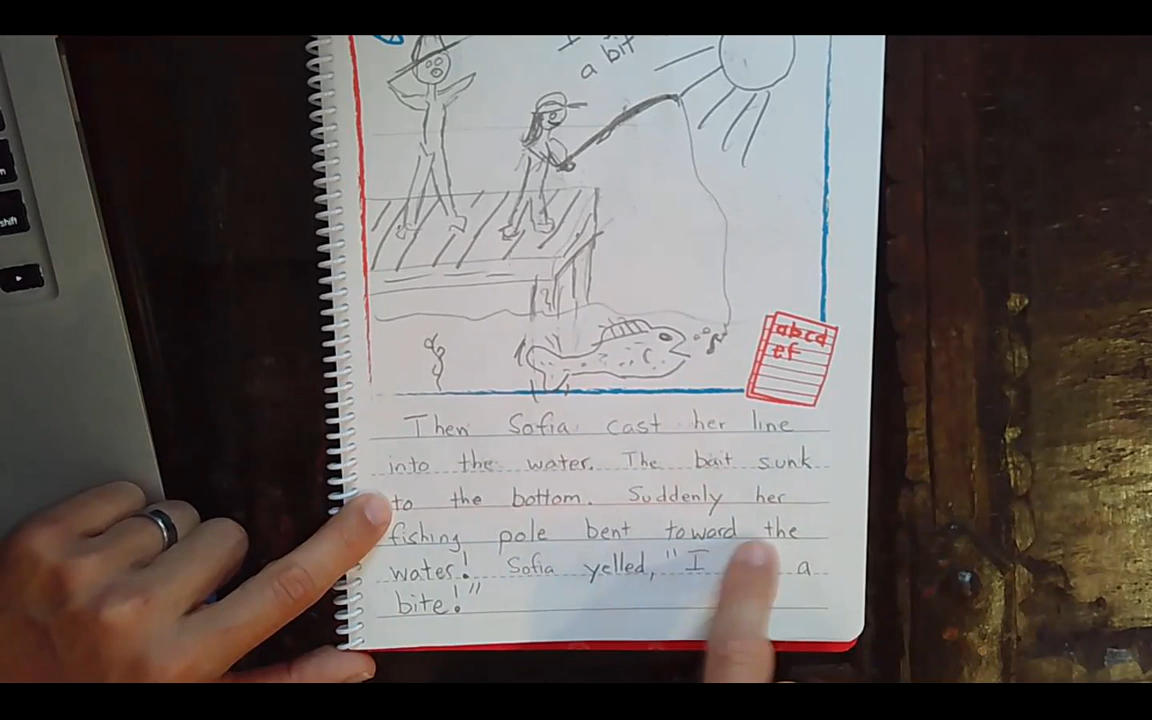 I
a bit
abcd
ef
Then Sofia cast her line
into the water. The bait sunk
to the bottom. Suddenly her
fishing pole bent toward the
water! Sofia yelled, "I a
bite!"
shift